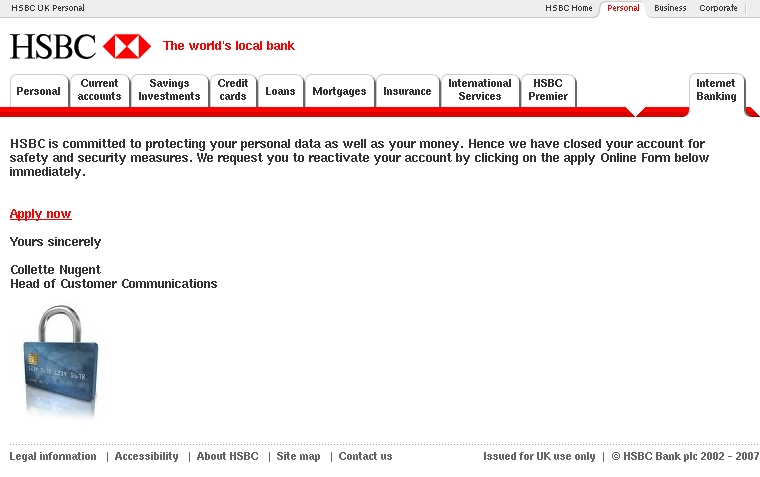 HSBC UK Personal HSBC Home Personal Business Corporate
HSBC The world's local bank
Personal Current accounts Savings Investments Credit cards Loans Mortgages Insurance International Services HSBC Premier Internet Banking
HSBC is committed to protecting your personal data as well as your money. Hence we have closed your account for
safety and security measures. We request you to reactivate your account by clicking on the apply Online Form below
immediately.
Apply now
Yours sincerely
Collette Nugent
Head of Customer Communications
Legal information | Accessibility | About HSBC | Site map | Contact us Issued for UK use only | © HSBC Bank plc 2002 - 2007